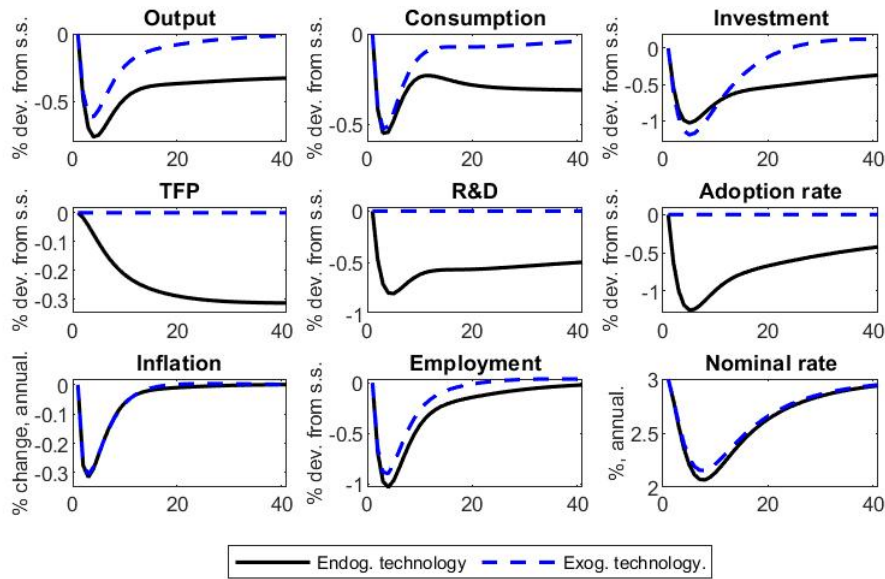 Output
Consumption
Investment
% dev. from s.s.
0
-0.5
0 20 40
% dev. from s.s.
0
-0.5
0 20 40
% dev. from s.s.
0
-0.5
-1
0 20 40
TFP
R&D
Adoption rate
% dev. from s.s.
0
-0.1
-0.2
-0.3
0 20 40
% dev. from s.s.
0
-0.5
-1
0 20 40
% dev. from s.s.
0
-0.5
-1
0 20 40
Inflation
Employment
Nominal rate
% change, annual.
0
-0.1
-0.2
-0.3
0 20 40
% dev. from s.s.
0
-0.5
-1
0 20 40
%, annual.
3
2.5
2
0 20 40
Endog. technology
Exog. technology.